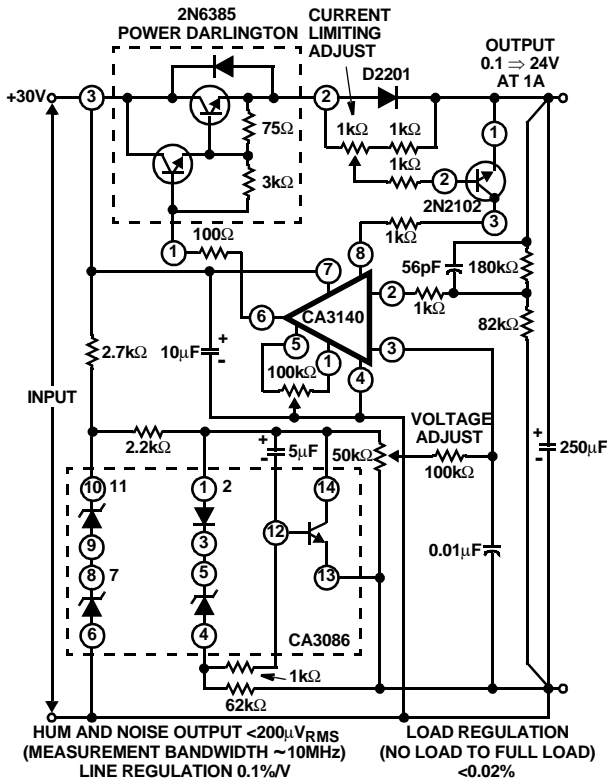 2N6385
POWER DARLINGTON
CURRENT
LIMITING
ADJUST
OUTPUT
0.1 ⇒ 24V
AT 1A
D2201
+30V
3
2
1
75Ω
1kΩ
1kΩ
1kΩ
3kΩ
2
2N2102
3
1
100Ω
1kΩ
8
56pF
180kΩ
7
2
1kΩ
6
CA3140
82kΩ
5
3
2.7kΩ
10μF
+
-
1
4
100kΩ
INPUT
VOLTAGE
ADJUST
2.2kΩ
+
-
5μF
50kΩ
100kΩ
+
-
250μF
10
11
1
2
14
12
9
3
0.01μF
8
7
5
13
6
4
CA3086
1kΩ
62kΩ
HUM AND NOISE OUTPUT <200μVRMS
(MEASUREMENT BANDWIDTH ~10MHz)
LINE REGULATION 0.1%/V
LOAD REGULATION
(NO LOAD TO FULL LOAD)
<0.02%